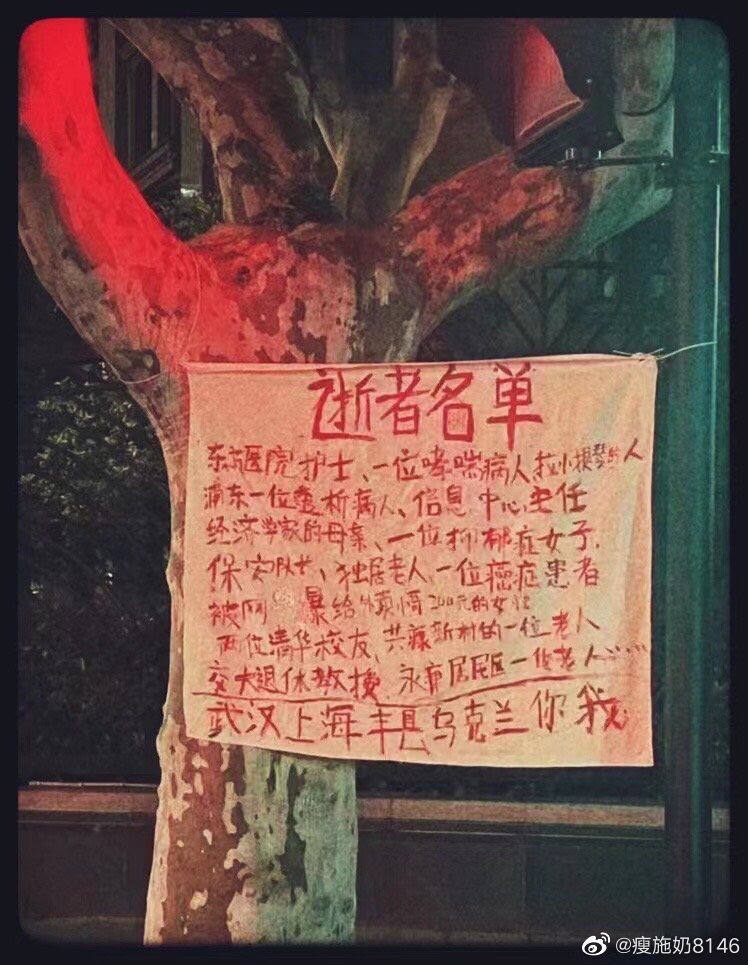 逝者名单
东方医院护士、一位哮喘病人 拉小提琴的人
浦东一位透析病人、信息中心主任
经济学家的母亲、一位抑郁症女子、
保安队长、独居老人、一位癌症患者
被网暴给外卖小哥200元的女性
两位清华校友、共康新村的一位老人
交大退休教授 永育居民区一位老人……
武汉上海丰县乌克兰你我
@瘦施奶8146